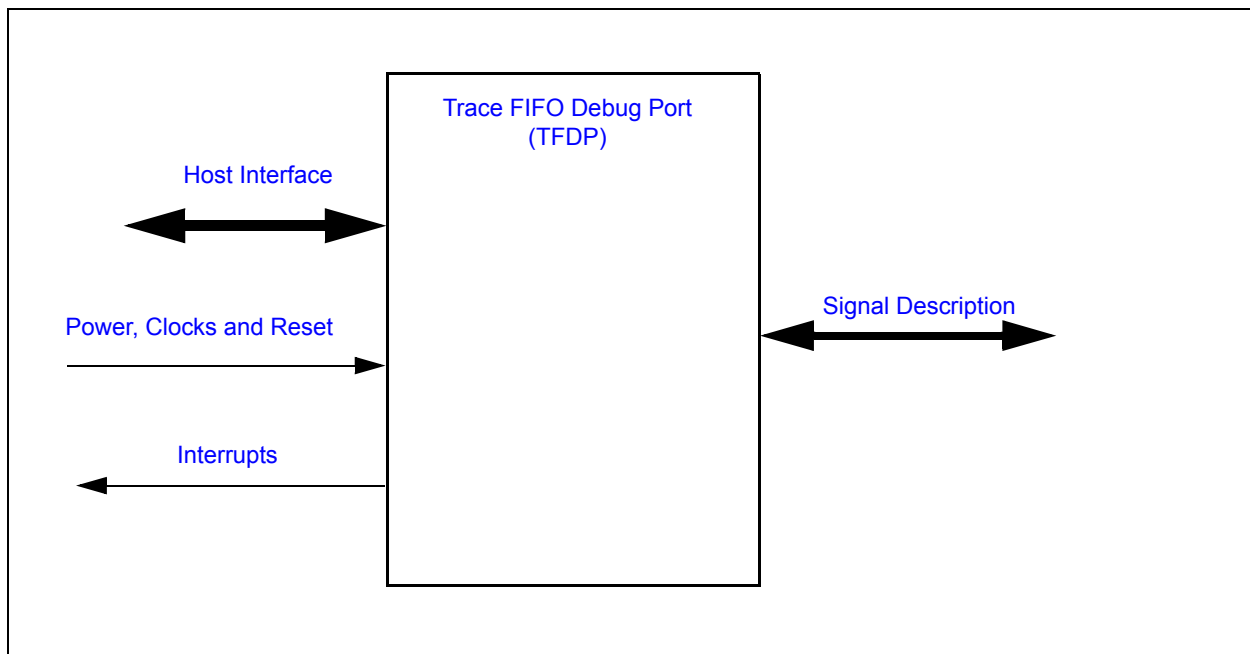 Trace FIFO Debug Port
(TFDP)
Host Interface
Signal Description
Power, Clocks and Reset
Interrupts